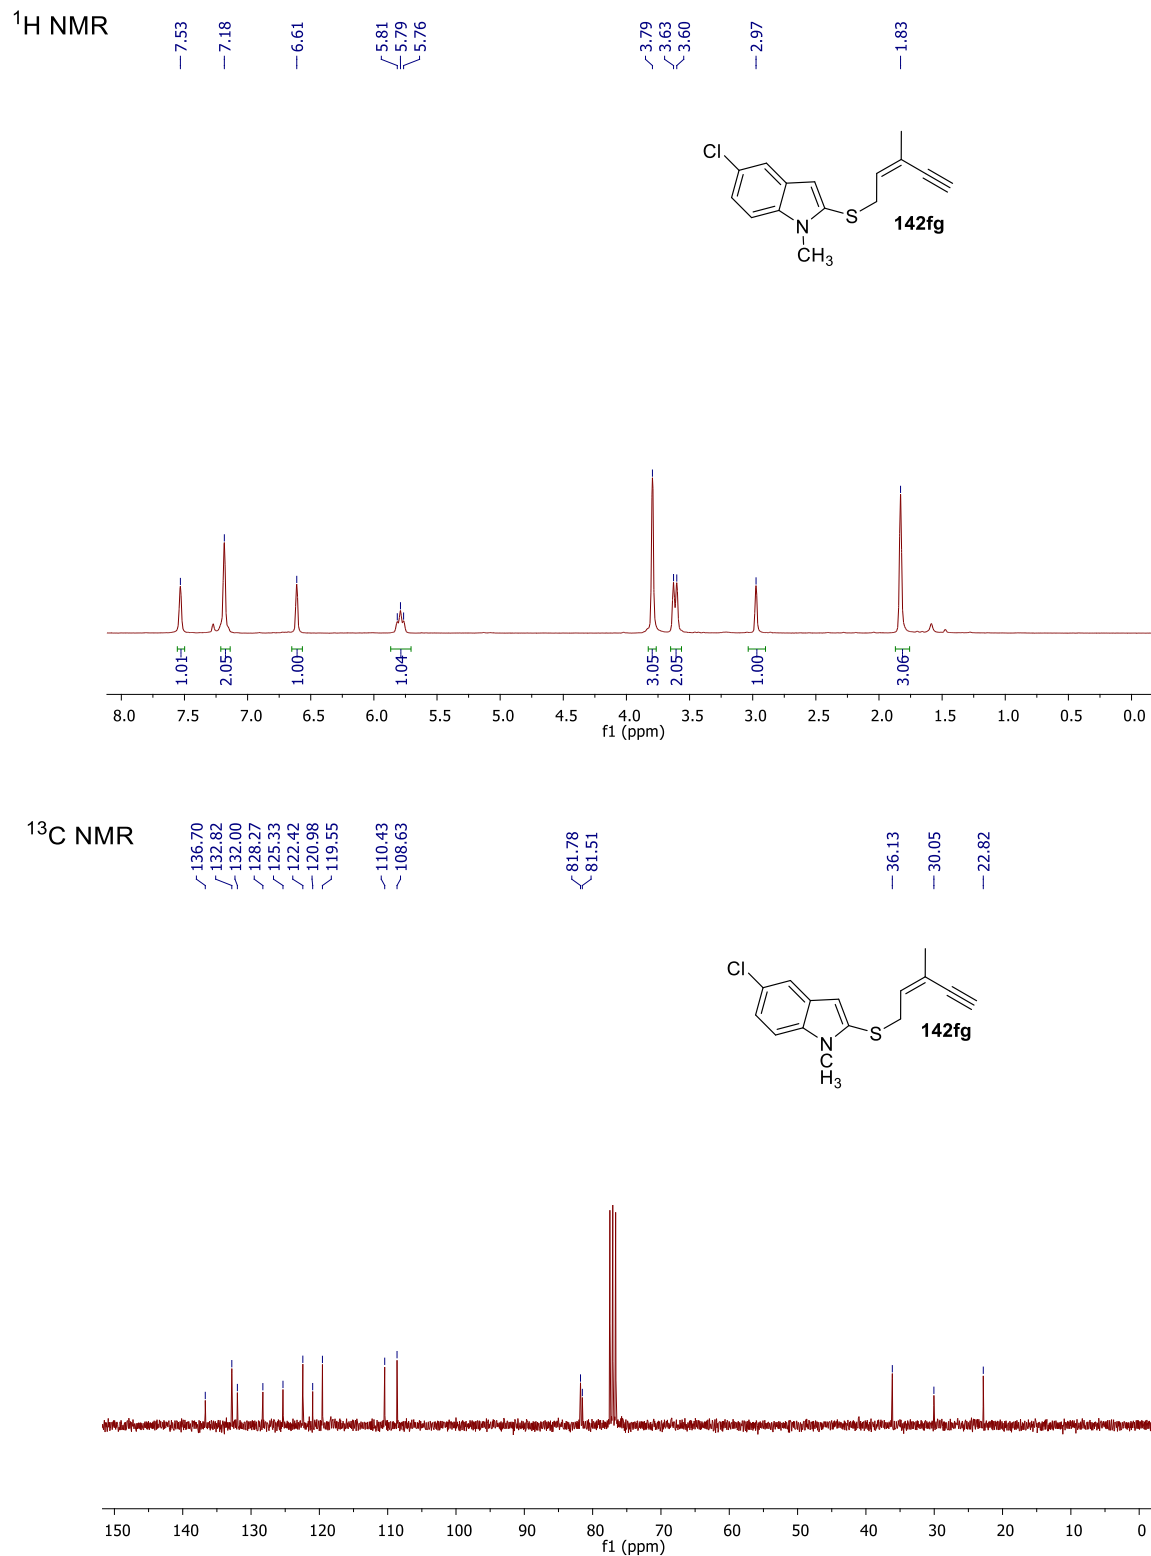 ¹H NMR
7.53
7.18
6.61
5.81
5.79
5.76
3.79
3.63
3.60
2.97
1.83
Cl
S
N
CH₃
142fg
1.01
2.05
1.00
1.04
3.05
2.05
1.00
3.06
8.0 7.5 7.0 6.5 6.0 5.5 5.0 4.5 4.0 3.5 3.0 2.5 2.0 1.5 1.0 0.5 0.0
f1 (ppm)
¹³C NMR
136.70
132.82
132.00
128.27
125.33
122.42
120.98
119.55
110.43
108.63
81.78
81.51
36.13
30.05
22.82
Cl
S
142fg
N
C
H₃
150 140 130 120 110 100 90 80 70 60 50 40 30 20 10 0
f1 (ppm)